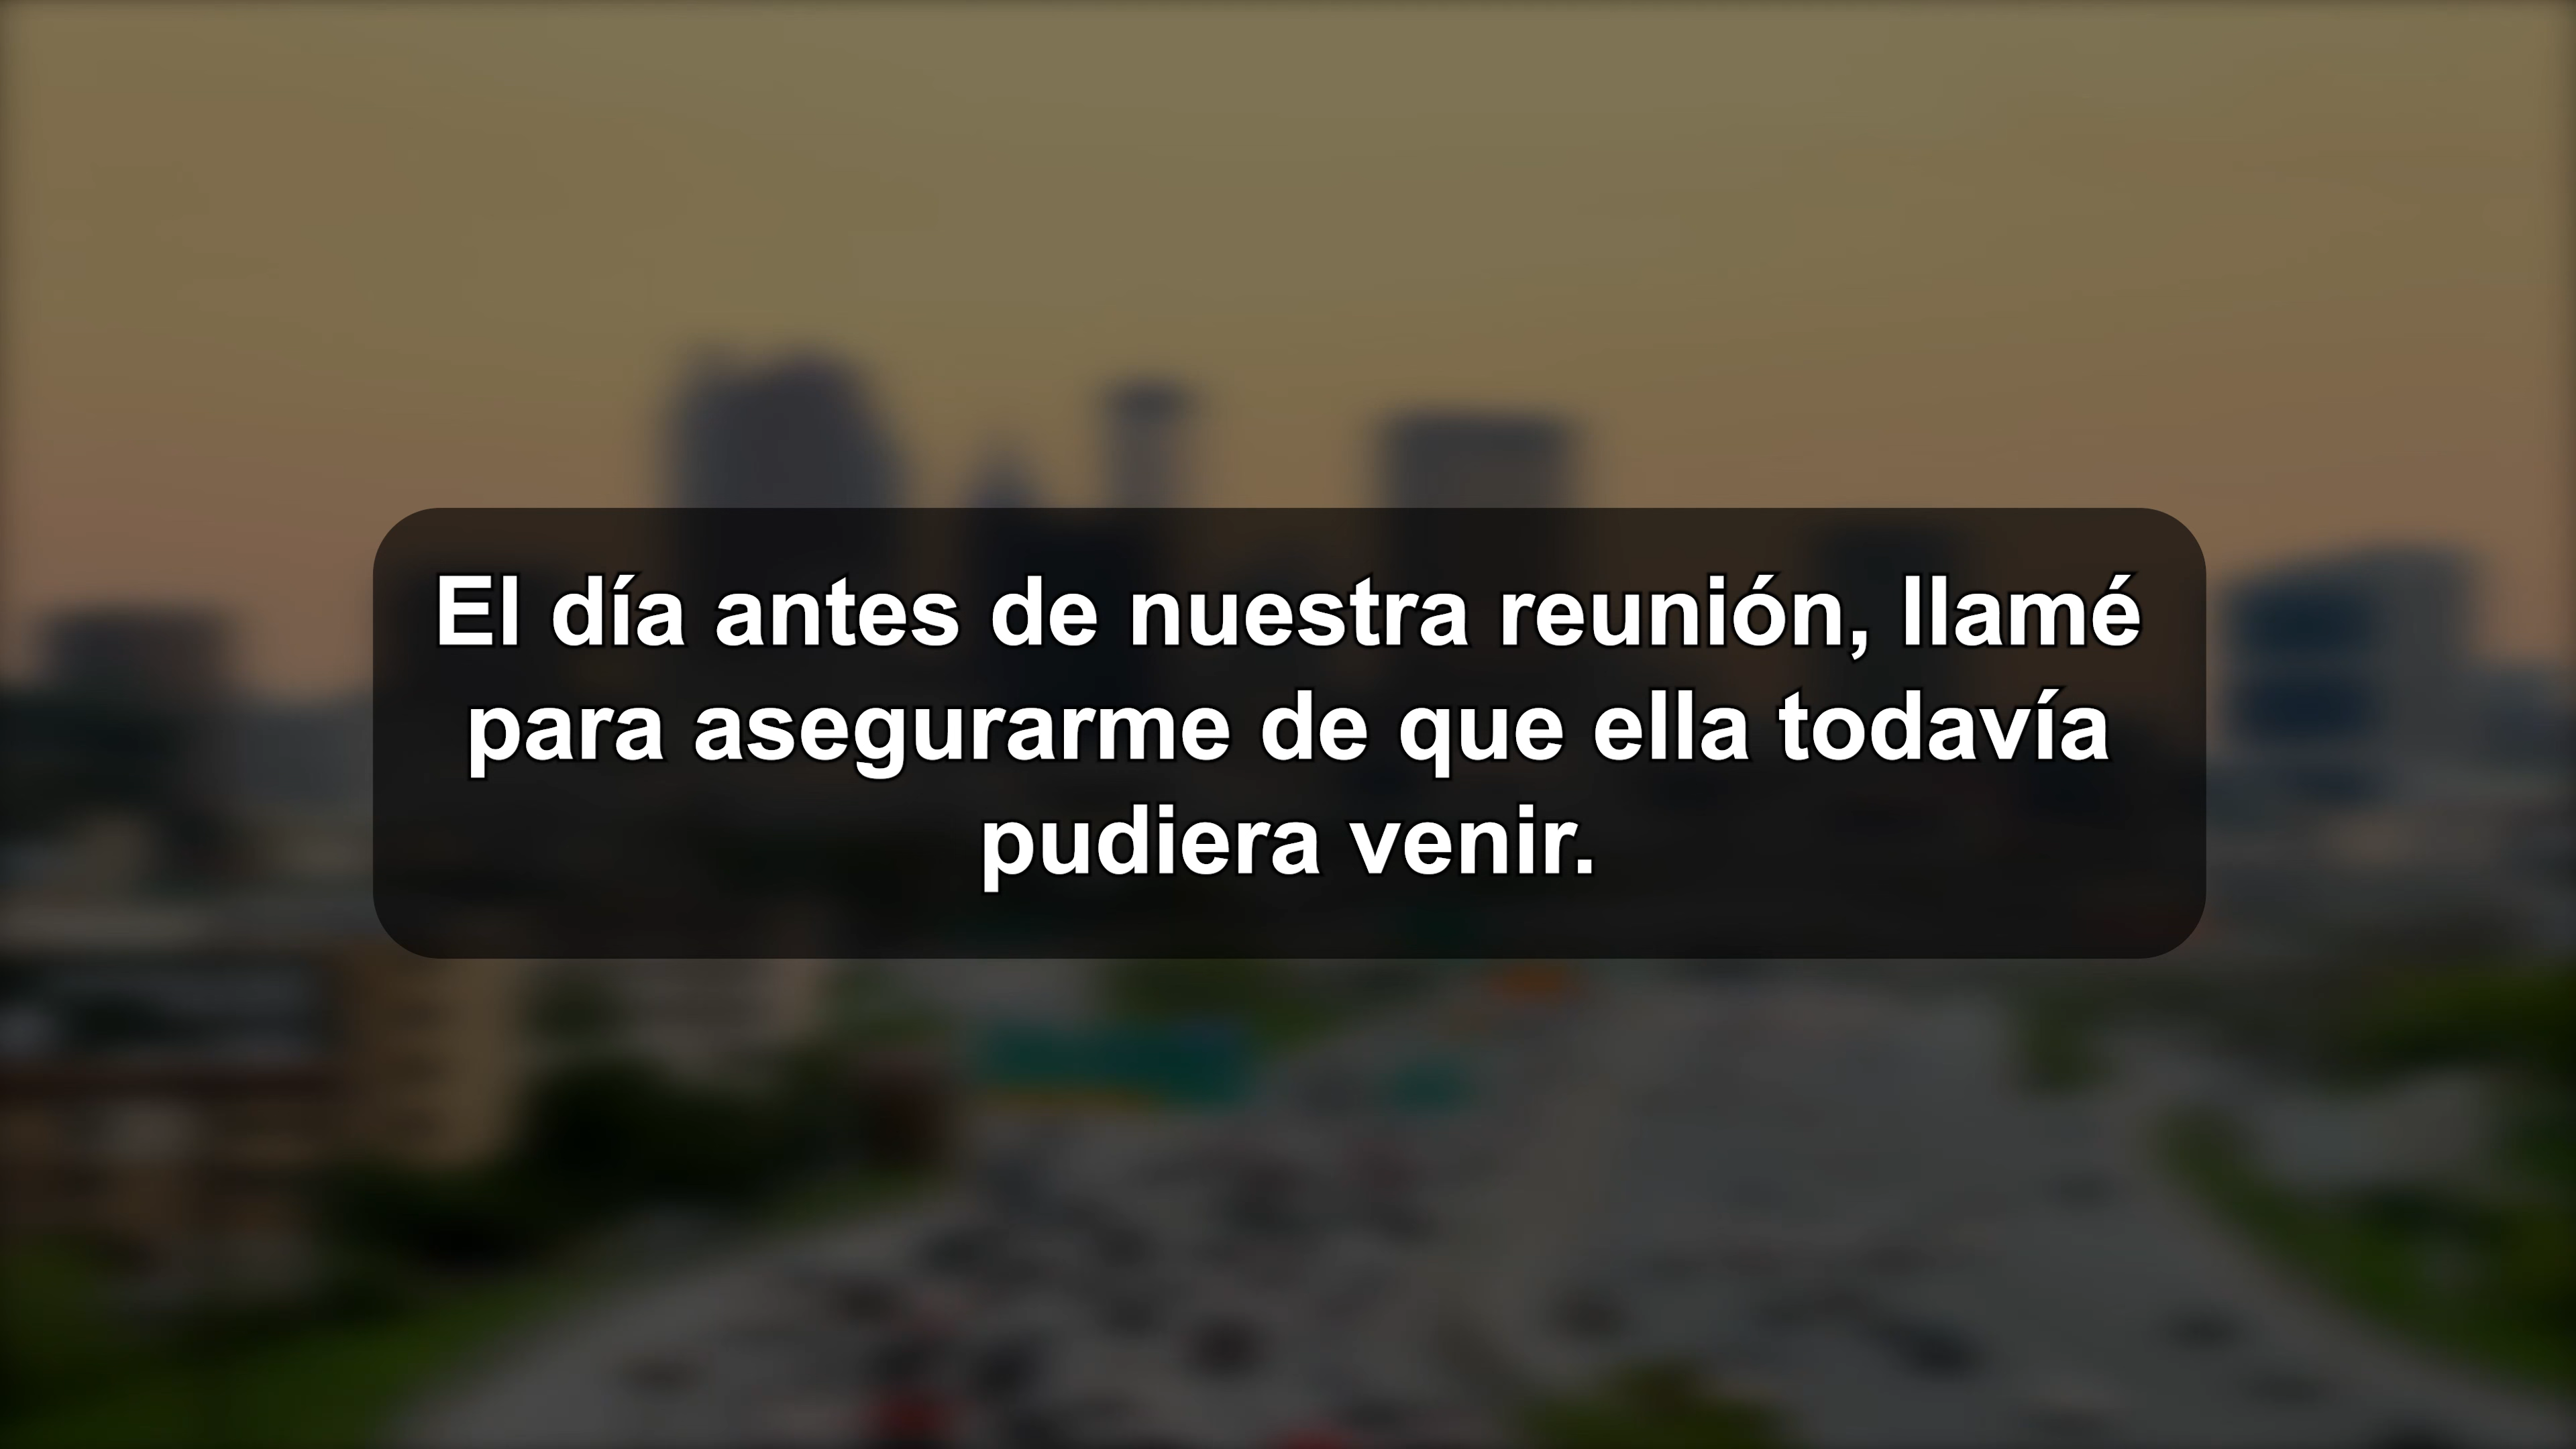 El día antes de nuestra reunión, llamé
para asegurarme de que ella todavía
pudiera venir.